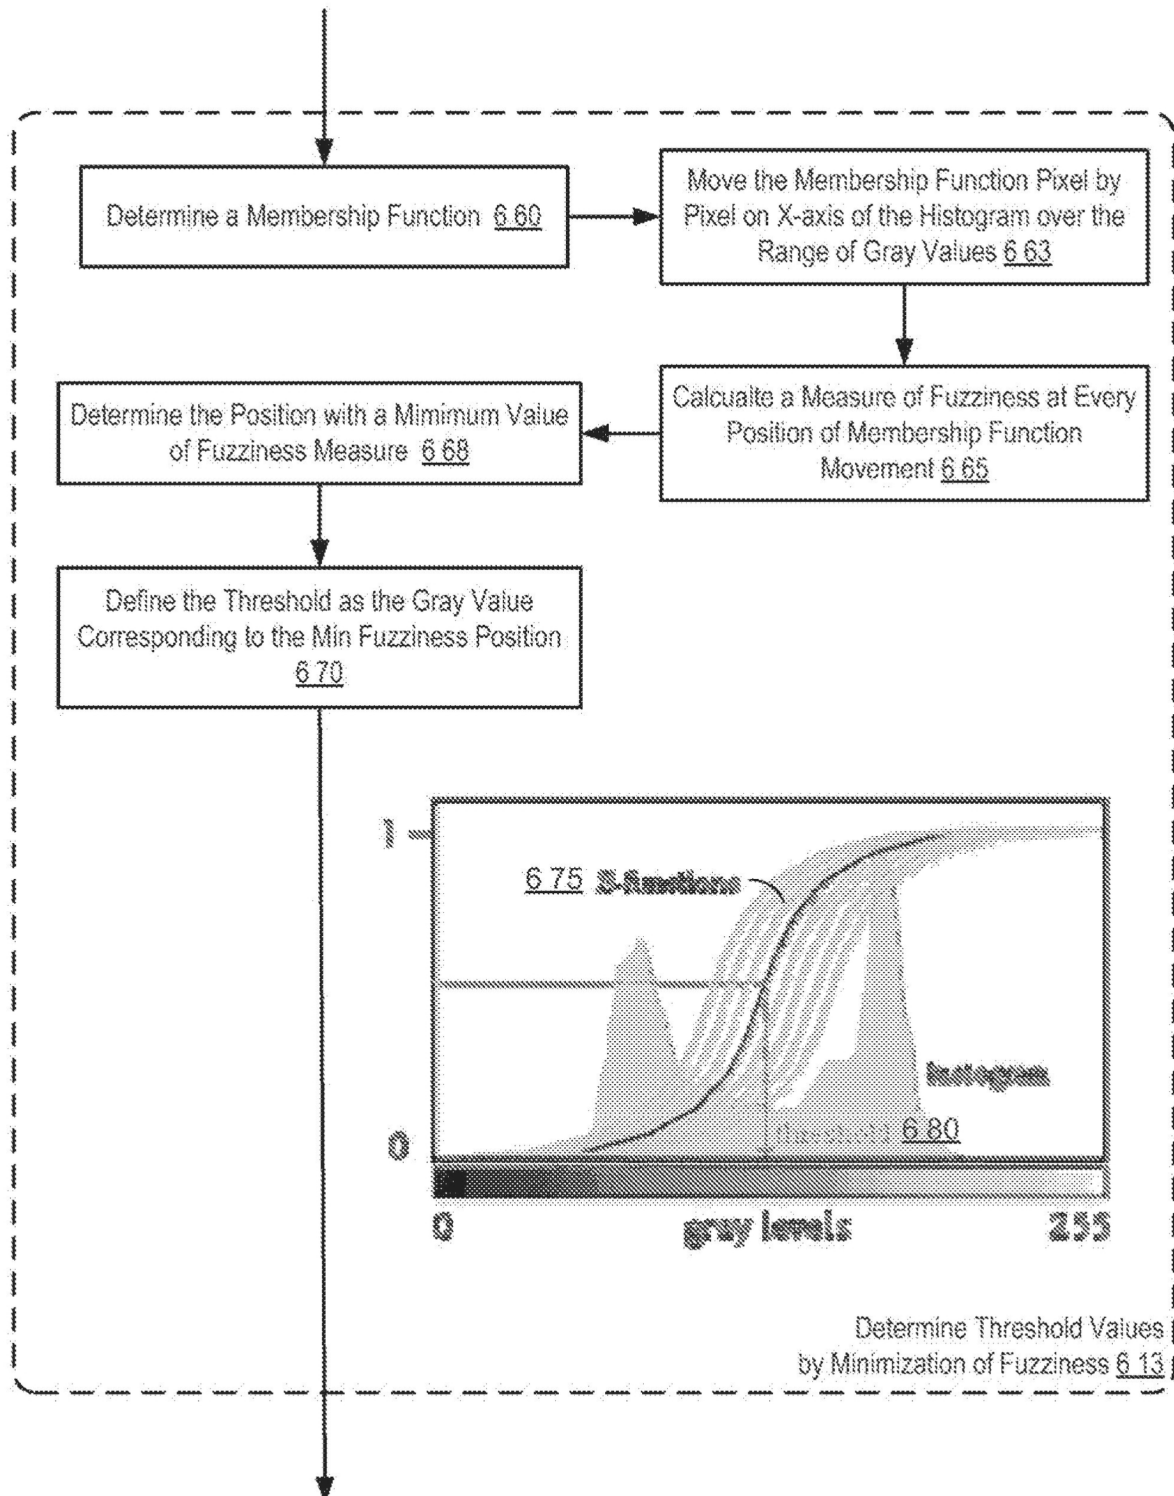 Determine a Membership Function 6.60
Move the Membership Function Pixel by
Pixel on X-axis of the Histogram over the
Range of Gray Values 6 63
Calcualte a Measure of Fuzziness at Every
Position of Membership Function
Movement 6.65
Determine the Position with a Mimimum Value
of Fuzziness Measure 6 68
Define the Threshold as the Gray Value
Corresponding to the Min Fuzziness Position
6 70
1
6 75 S-functions
histogram
threshold 6 80
0
0 gray levels 255
Determine Threshold Values
by Minimization of Fuzziness 6 13